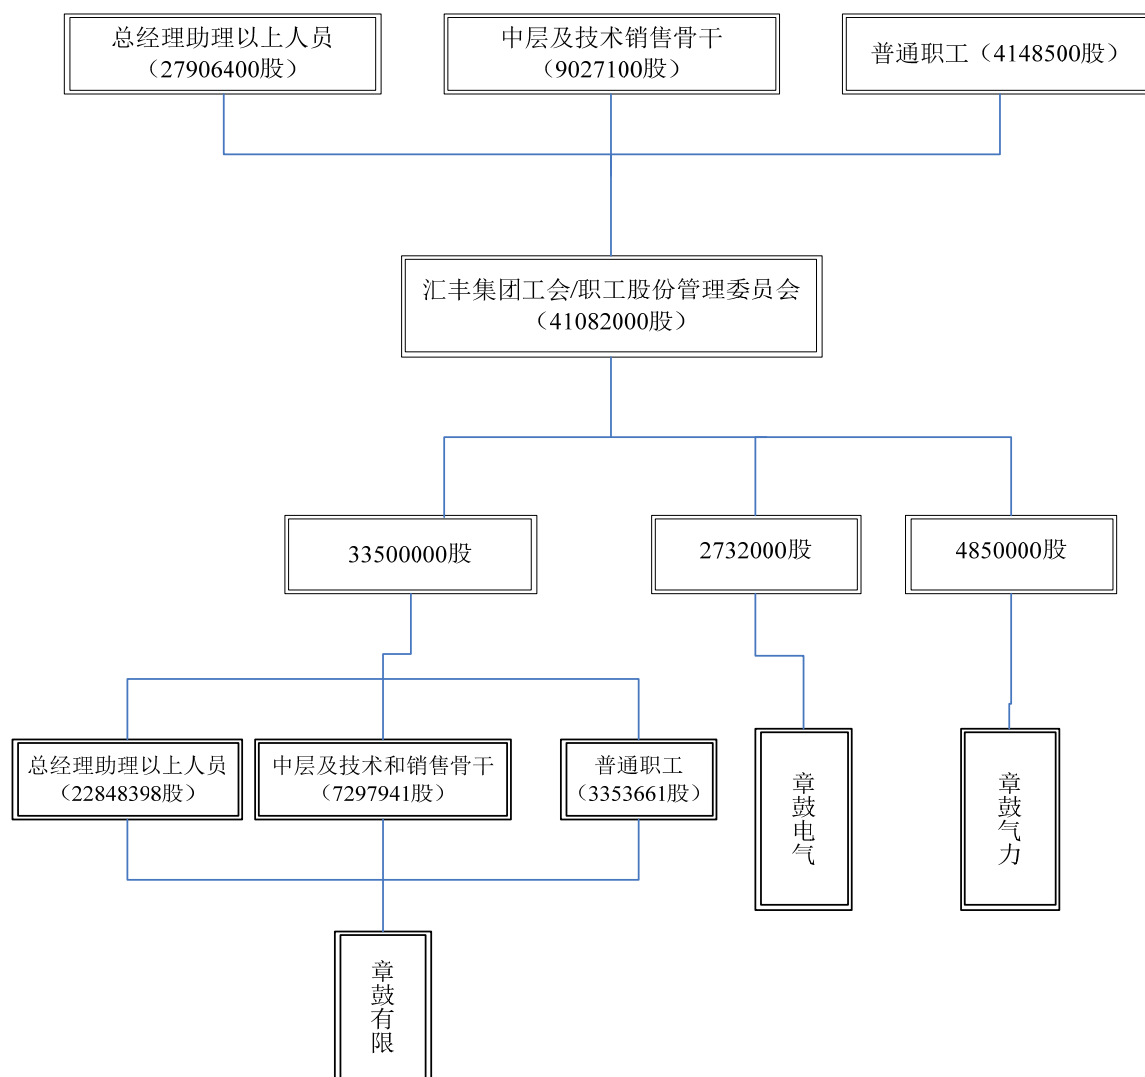 总经理助理以上人员
（27906400股）
中层及技术销售骨干
（9027100股）
普通职工（4148500股）
汇丰集团工会/职工股份管理委员会
（41082000股）
33500000股
2732000股
4850000股
总经理助理以上人员
（22848398股）
中层及技术和销售骨干
（7297941股）
普通职工
（3353661股）
章鼓电气
章鼓气力
章鼓有限